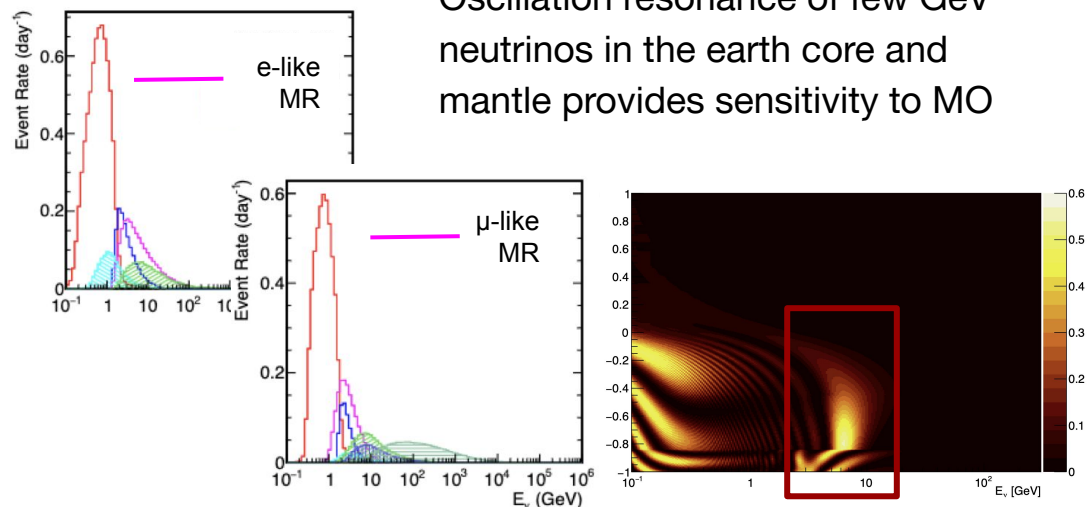 Oscillation resonance of few GeV
neutrinos in the earth core and
mantle provides sensitivity to MO
Event Rate (day⁻¹)
0.6
0.4
0.2
0
e-like
MR
10⁻¹ 1 10 10²
Event Rate (day⁻¹)
0.6
0.4
0.2
0
μ-like
MR
10⁻¹ 1 10 10² 10³ 10⁴ 10⁵ 10⁶
E_ν (GeV)
1
0.8
0.6
0.4
0.2
0
−0.2
−0.4
−0.6
−0.8
−1
10⁻¹ 1 10 10²
E_ν [GeV]
0.6
0.5
0.4
0.3
0.2
0.1
0